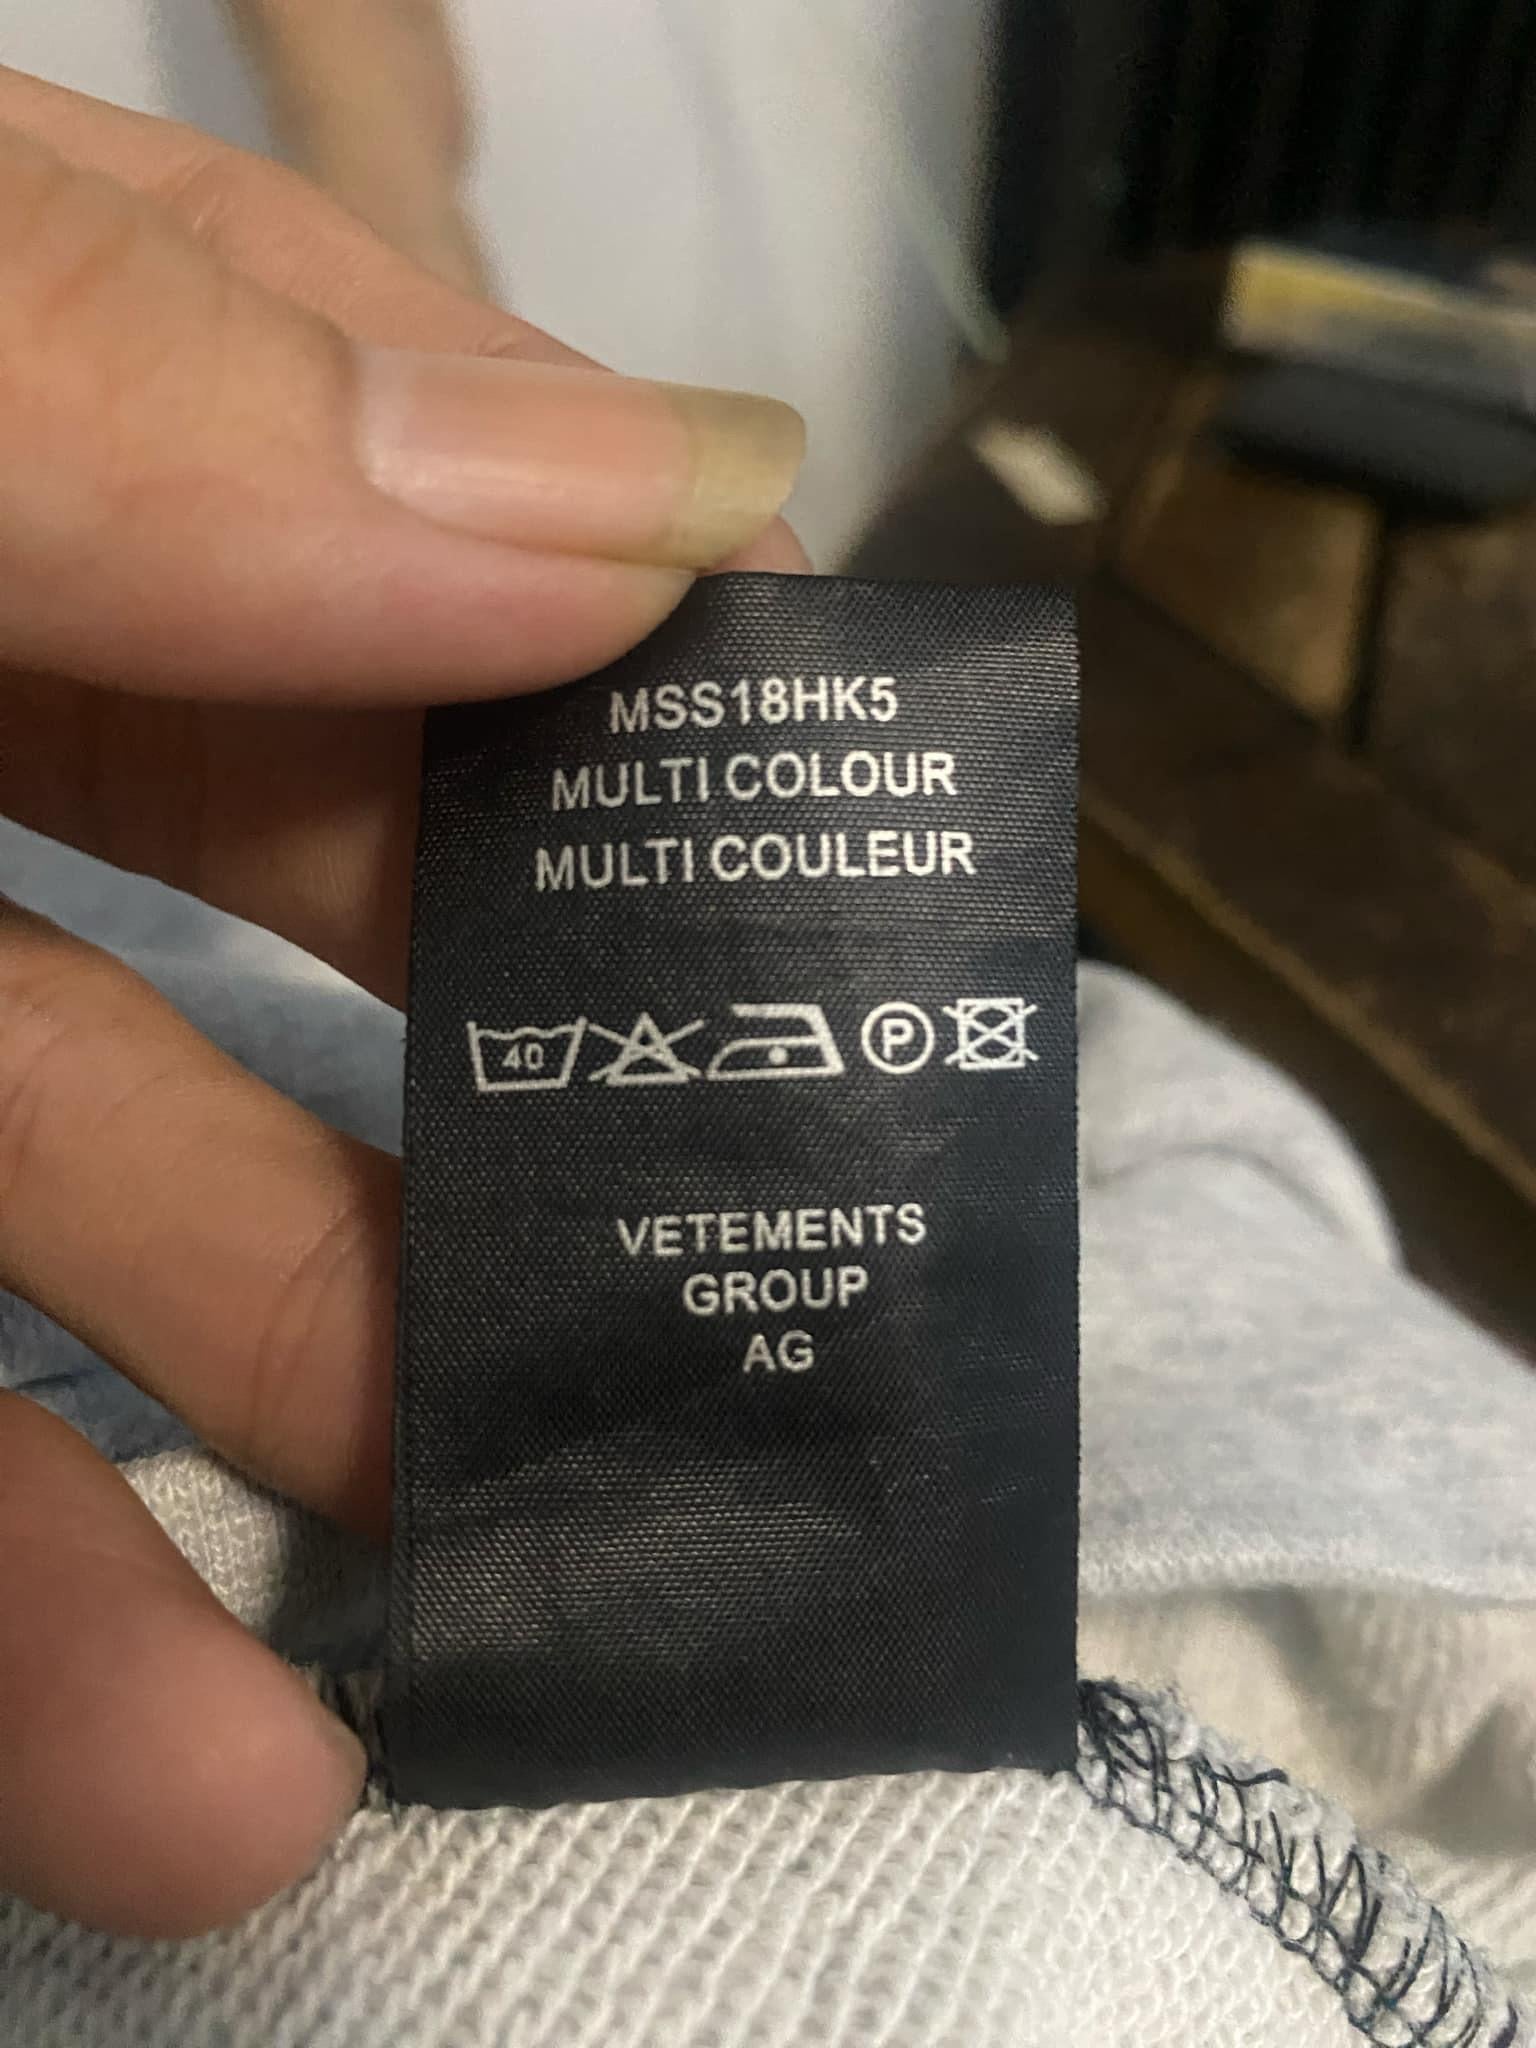 MSS18HK5
MULTI COLOUR
MULTI COULEUR
40 P
VETEMENTS
GROUP
AG